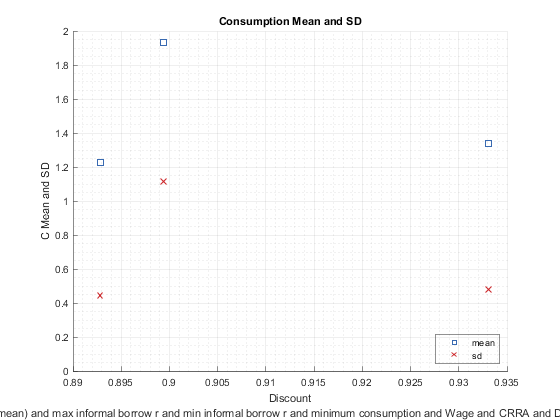 Consumption Mean and SD
2
1.8
1.6
1.4
1.2
1
0.8
0.6
0.4
0.2
0
C Mean and SD
mean
sd
0.89 0.895 0.9 0.905 0.91 0.915 0.92 0.925 0.93 0.935
Discount
mean) and max informal borrow r and min informal borrow r and minimum consumption and Wage and CRRA and D